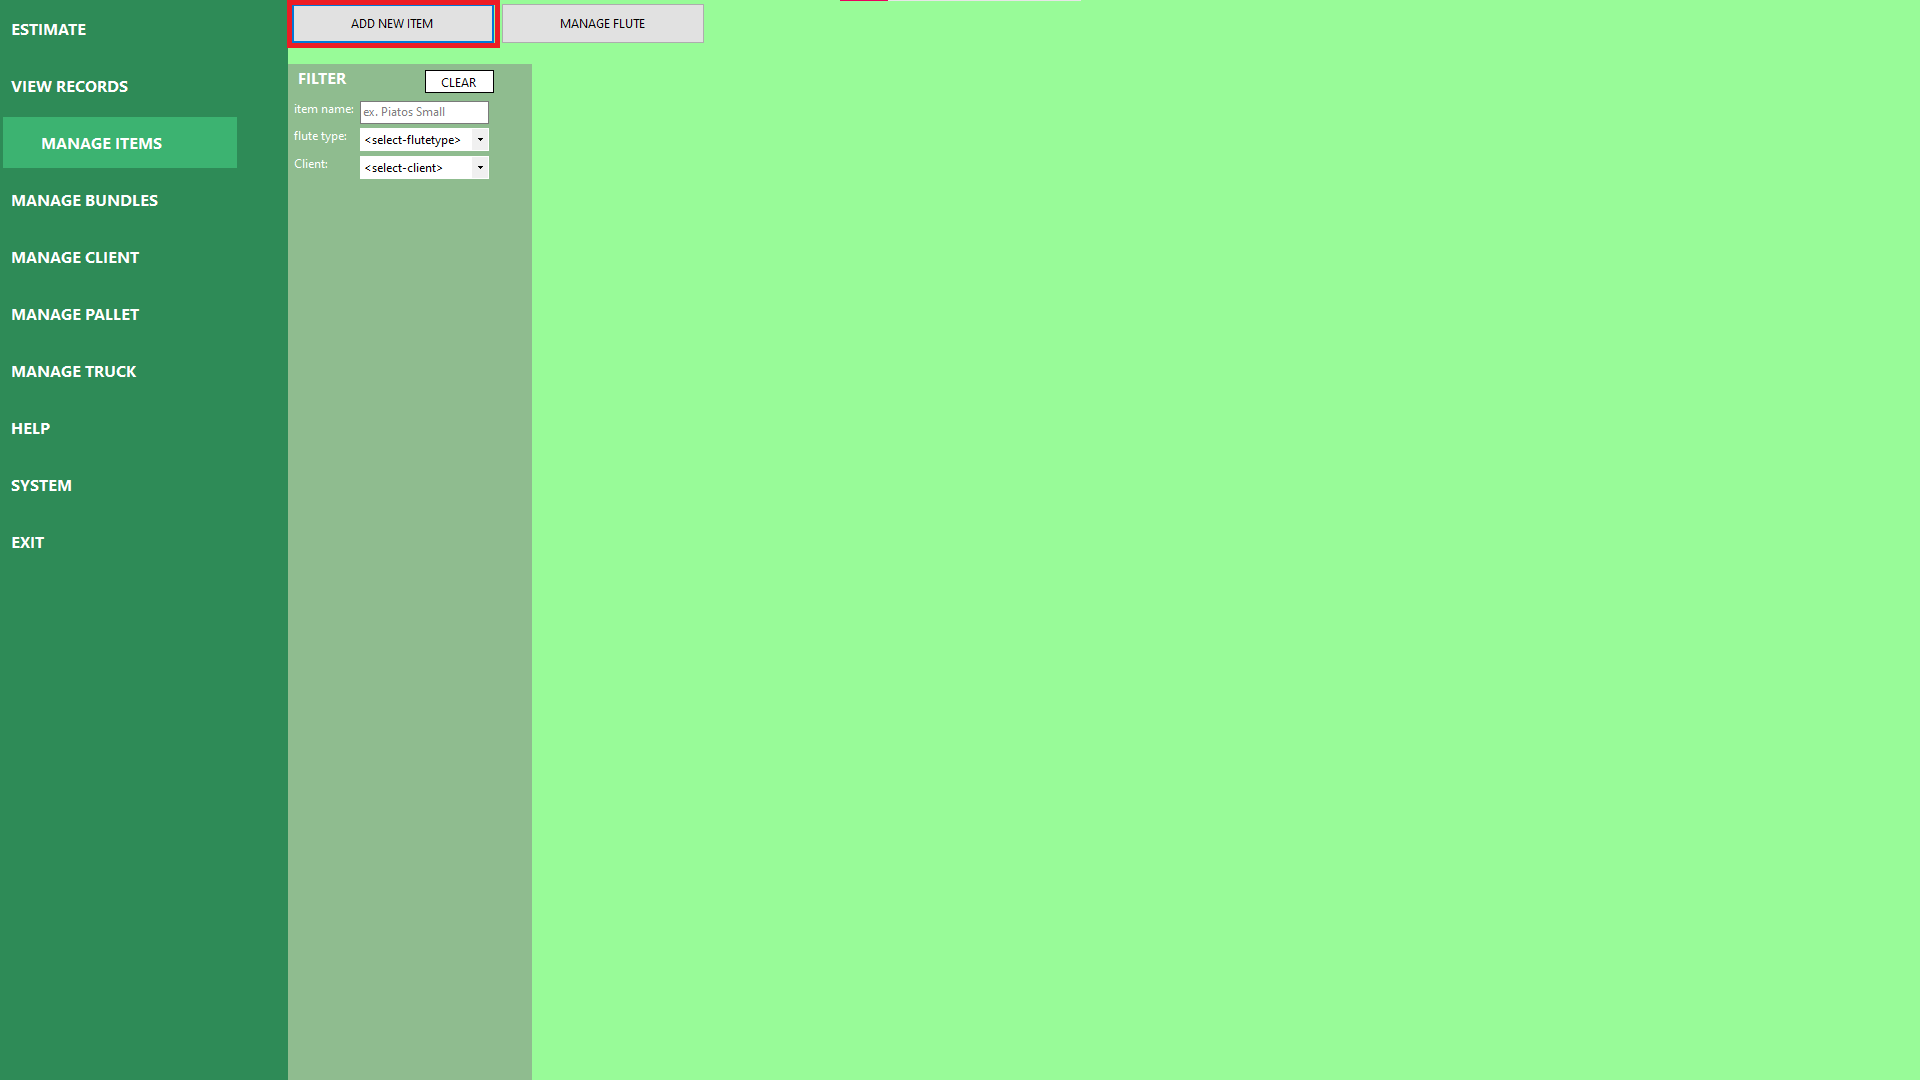 ESTIMATE
VIEW RECORDS
MANAGE ITEMS
MANAGE BUNDLES
MANAGE CLIENT
MANAGE PALLET
MANAGE TRUCK
HELP
SYSTEM
EXIT
ADD NEW ITEM
MANAGE FLUTE
FILTER
CLEAR
item name: ex. Piatos Small
flute type: <select-flutetype>
Client: <select-client>